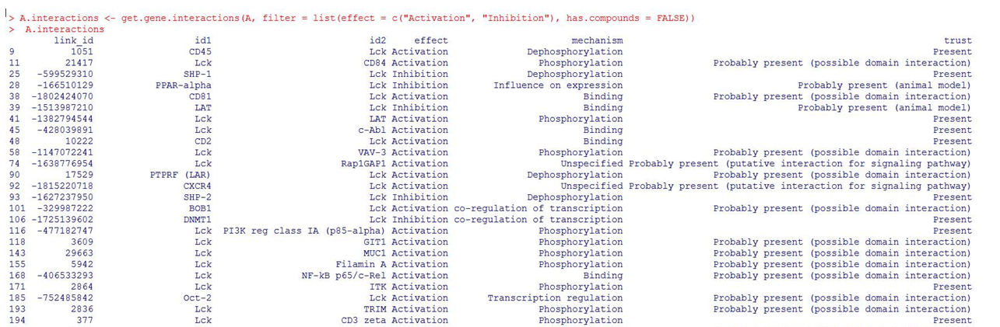 > A.interactions <- get.gene.interactions(A, filter = list(effect = c("Activation", "Inhibition"), has.compounds = FALSE))
> A.interactions
link_id id1 id2 effect mechanism trust
9 1051 CD45 Lck Activation Dephosphorylation Present
11 21417 Lck CD84 Activation Phosphorylation Probably present (possible domain interaction)
25 -599529310 SHP-1 Lck Inhibition Dephosphorylation Present
28 -166510129 PPAR-alpha Lck Inhibition Influence on expression Probably present (animal model)
38 -1802424070 CD81 Lck Activation Binding Probably present (possible domain interaction)
39 -1513987210 LAT Lck Inhibition Binding Probably present (animal model)
41 -1382794544 Lck LAT Activation Phosphorylation Present
45 -428039891 Lck c-Abl Activation Binding Present
48 10222 CD2 Lck Activation Binding Present
58 -1147072241 Lck VAV-3 Activation Phosphorylation Probably present (possible domain interaction)
74 -1638776954 Lck Rap1GAP1 Activation Unspecified Probably present (putative interaction for signaling pathway)
90 17529 PTPRF (LAR) Lck Activation Dephosphorylation Probably present (possible domain interaction)
92 -1815220718 CXCR4 Lck Activation Unspecified Probably present (putative interaction for signaling pathway)
93 -1627237950 SHP-2 Lck Inhibition Dephosphorylation Present
101 -329987222 BOB1 Lck Activation co-regulation of transcription Probably present (possible domain interaction)
106 -1725139602 DNMT1 Lck Inhibition co-regulation of transcription Present
116 -477182747 Lck PI3K reg class IA (p85-alpha) Activation Phosphorylation Present
118 3609 Lck GIT1 Activation Phosphorylation Probably present (possible domain interaction)
143 29663 Lck MUC1 Activation Phosphorylation Probably present (possible domain interaction)
155 5942 Lck Filamin A Activation Phosphorylation Probably present (possible domain interaction)
168 -406533293 Lck NF-kB p65/c-Rel Activation Binding Probably present (possible domain interaction)
171 2864 Lck ITK Activation Phosphorylation Present
185 -752485842 Oct-2 Lck Activation Transcription regulation Probably present (possible domain interaction)
193 2836 Lck TRIM Activation Phosphorylation Probably present (possible domain interaction)
194 377 Lck CD3 zeta Activation Phosphorylation Present